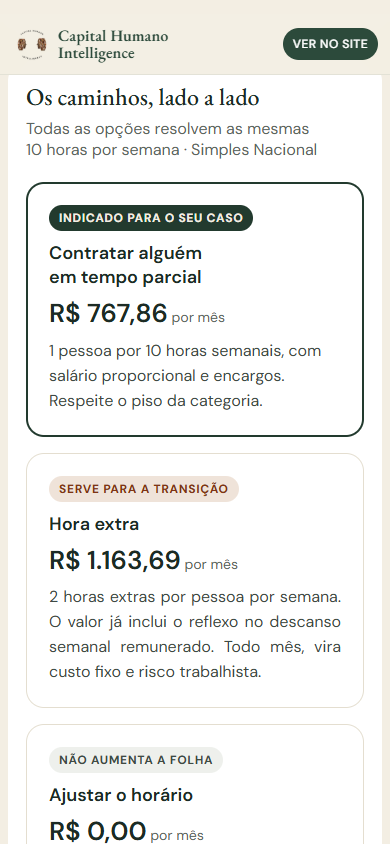 Capital Humano
Intelligence
VER NO SITE
Os caminhos, lado a lado
Todas as opções resolvem as mesmas
10 horas por semana · Simples Nacional
INDICADO PARA O SEU CASO
Contratar alguém
em tempo parcial
R$ 767,86 por mês
1 pessoa por 10 horas semanais, com
salário proporcional e encargos.
Respeite o piso da categoria.
SERVE PARA A TRANSIÇÃO
Hora extra
R$ 1.163,69 por mês
2 horas extras por pessoa por semana.
O valor já inclui o reflexo no descanso
semanal remunerado. Todo mês, vira
custo fixo e risco trabalhista.
NÃO AUMENTA A FOLHA
Ajustar o horário
R$ 0,00 por mês